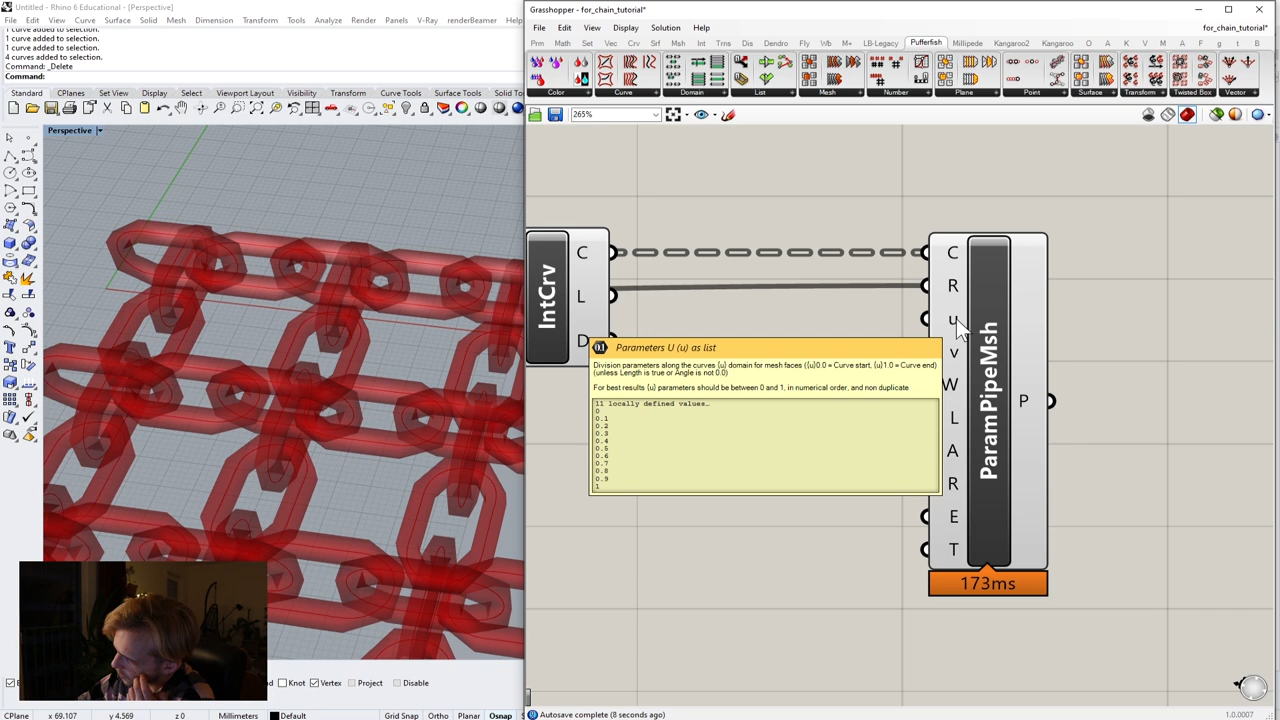 Untitled - Rhino 6 Educational - [Perspective]
File Edit View Curve Surface Solid Mesh Dimension Transform Tools Analyze Render Panels V-Ray renderBeamer Help
1 curve added to selection.
1 curve added to selection.
1 curve added to selection.
4 curves added to selection.
Command: _Delete
Command:
Standard CPlanes Set View Display Select Viewport Layout Visibility Transform Curve Tools Surface Tools Solid
Perspective
Knot Vertex Project Disable
CPlane x 69.107 y 4.569 z 0 Millimeters Default Grid Snap Ortho Planar Osnap
Grasshopper - for_chain_tutorial*
File Edit View Display Solution Help for_chain_tutorial*
Prm Math Set Vec Crv Srf Msh Int Trns Dis Dendro Fly Wb M+ LB-Legacy Pufferfish Millipede Kangaroo2 Kangaroo O A K V M A F g t B
Color Curve Domain List Mesh Number Plane Point Surface Transform Twisted Box Vector
265%
IntCrv
C
L
D
C
R
u
v
W
L
A
R
E
T
ParamPipeMsh
P
173ms
Parameters U (u) as list
Division parameters along the curves (u) domain for mesh faces ((u)0.0 = Curve start, (u)1.0 = Curve end)
(unless Length is true or Angle is not 0.0)
For best results (u) parameters should be between 0 and 1, in numerical order, and non duplicate
11 locally defined values…
0
0.1
0.2
0.3
0.4
0.5
0.6
0.7
0.8
0.9
1
Autosave complete (8 seconds ago)
1.0.0007